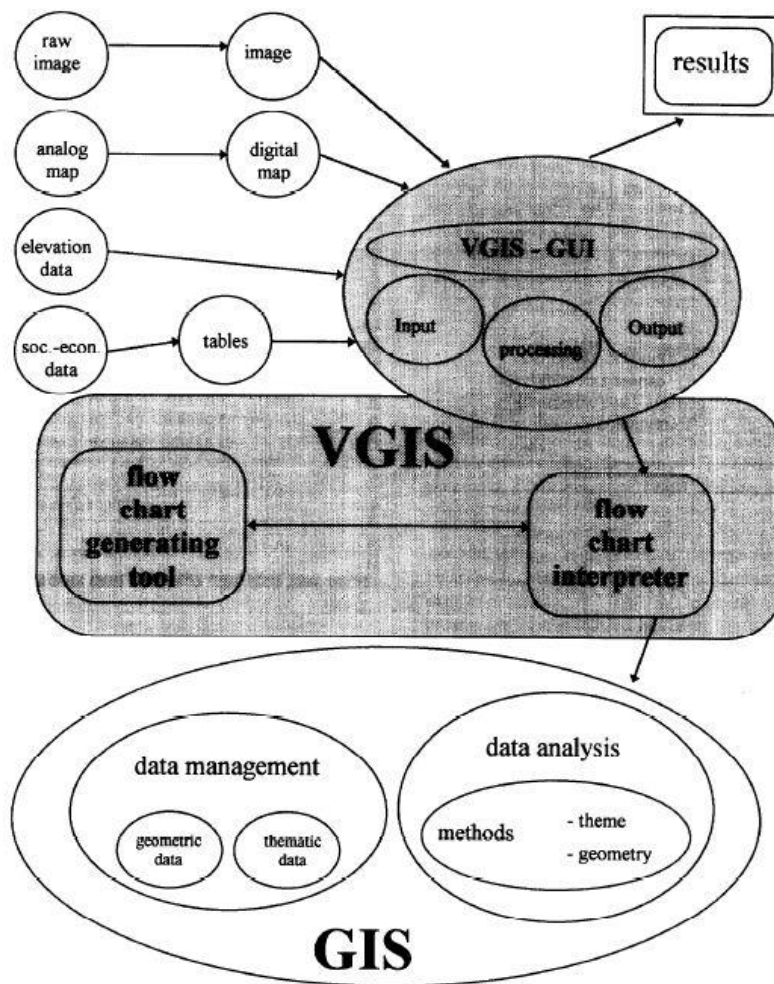 raw
image
image
results
analog
map
digital
map
elevation
data
VGIS - GUI
Input
processing
Output
soc.-econ.
data
tables
VGIS
flow
chart
generating
tool
flow
chart
interpreter
data management
geometric
data
thematic
data
data analysis
methods
- theme
- geometry
GIS